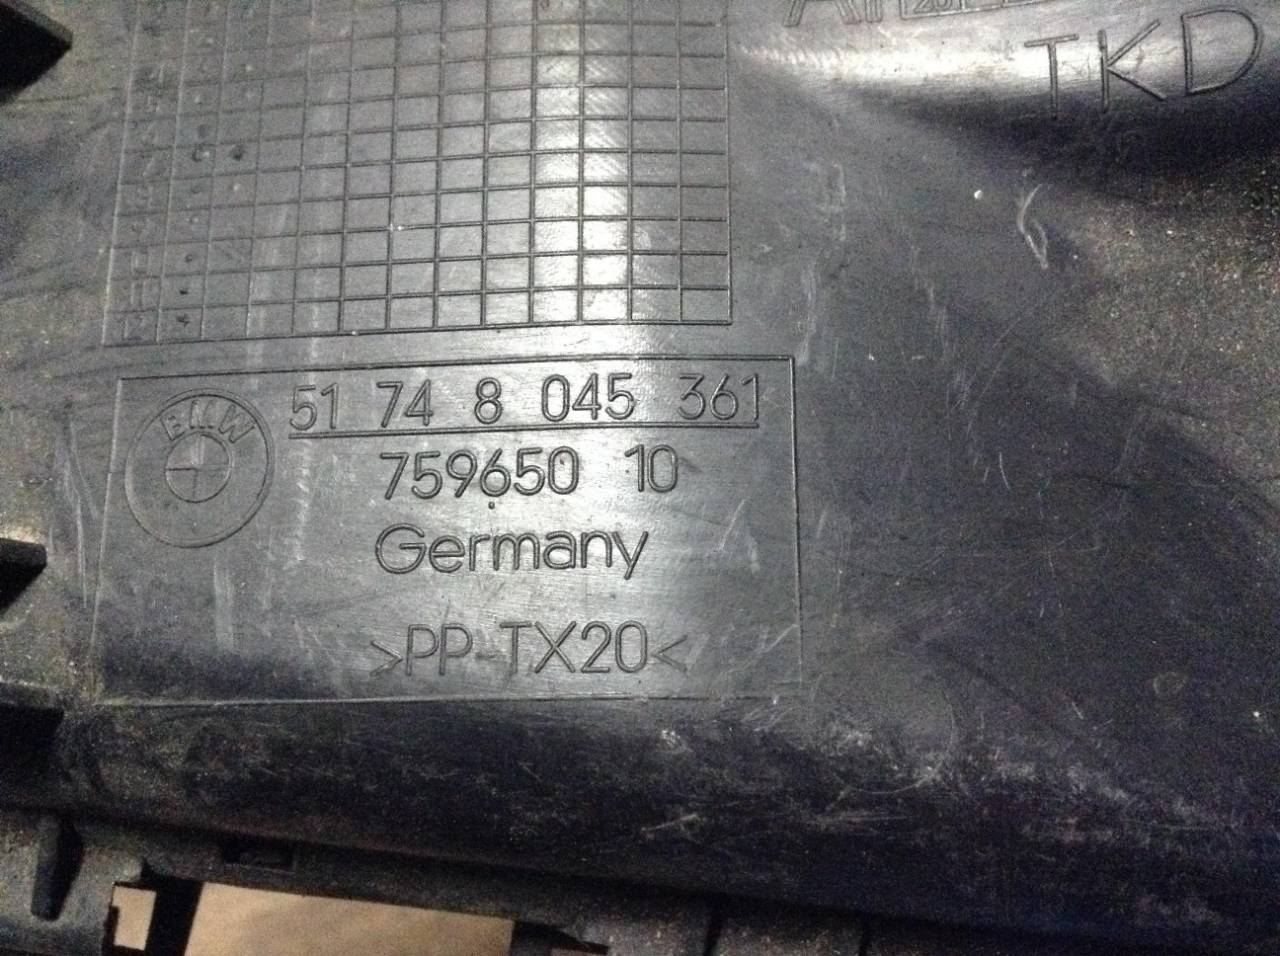 TKD
BMW
51 74 8 045 361
759650 10
Germany
>PP-TX20<